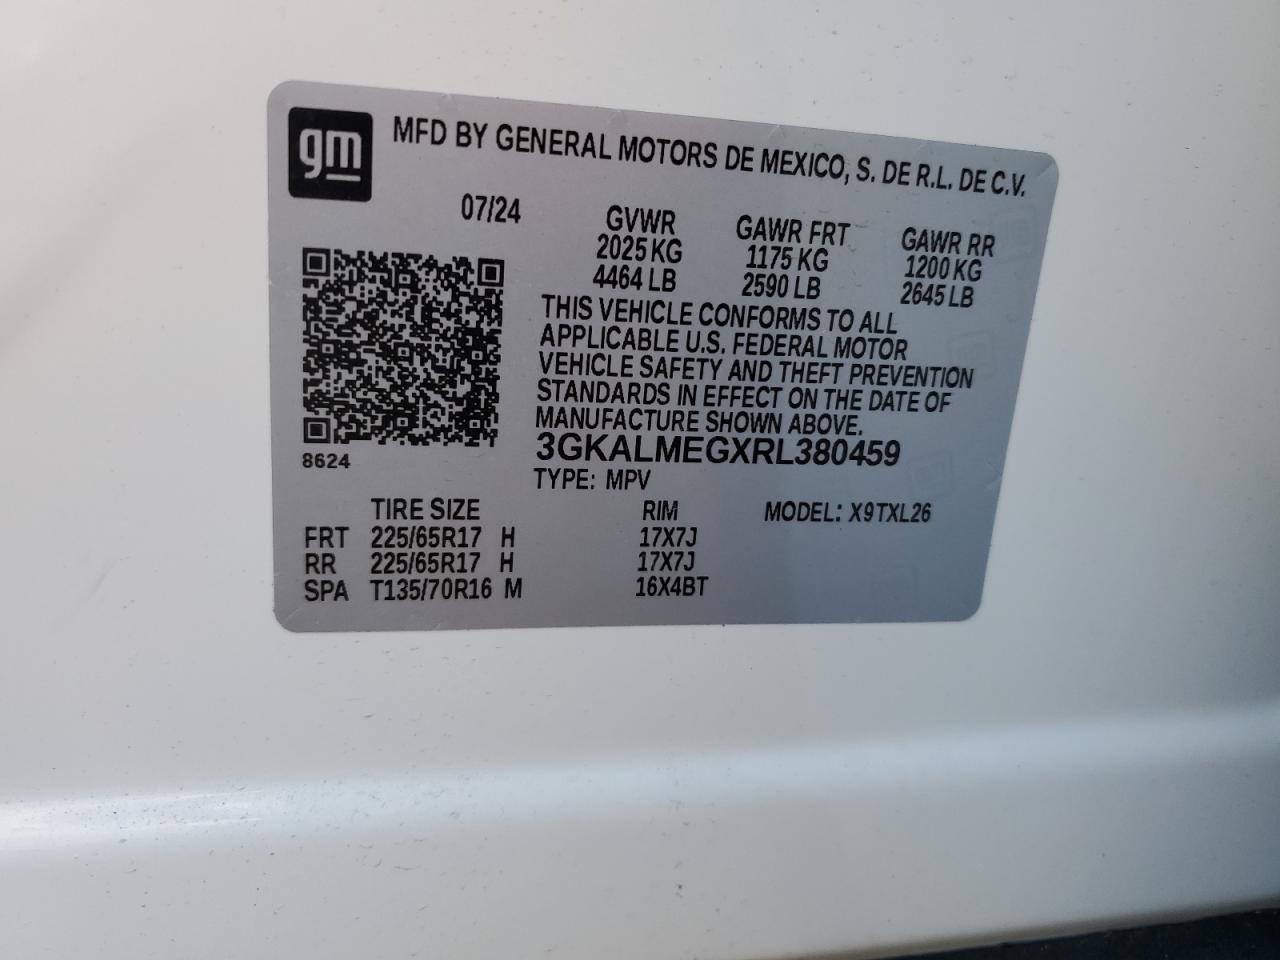 gm
MFD BY GENERAL MOTORS DE MEXICO, S. DE R.L. DE C.V.
07/24 GVWR GAWR FRT GAWR RR
2025 KG 1175 KG 1200 KG
4464 LB 2590 LB 2645 LB
THIS VEHICLE CONFORMS TO ALL
APPLICABLE U.S. FEDERAL MOTOR
VEHICLE SAFETY AND THEFT PREVENTION
STANDARDS IN EFFECT ON THE DATE OF
MANUFACTURE SHOWN ABOVE.
3GKALMEGXRL380459
8624
TYPE: MPV
TIRE SIZE RIM MODEL: X9TXL26
FRT 225/65R17 H 17X7J
RR 225/65R17 H 17X7J
SPA T135/70R16 M 16X4BT